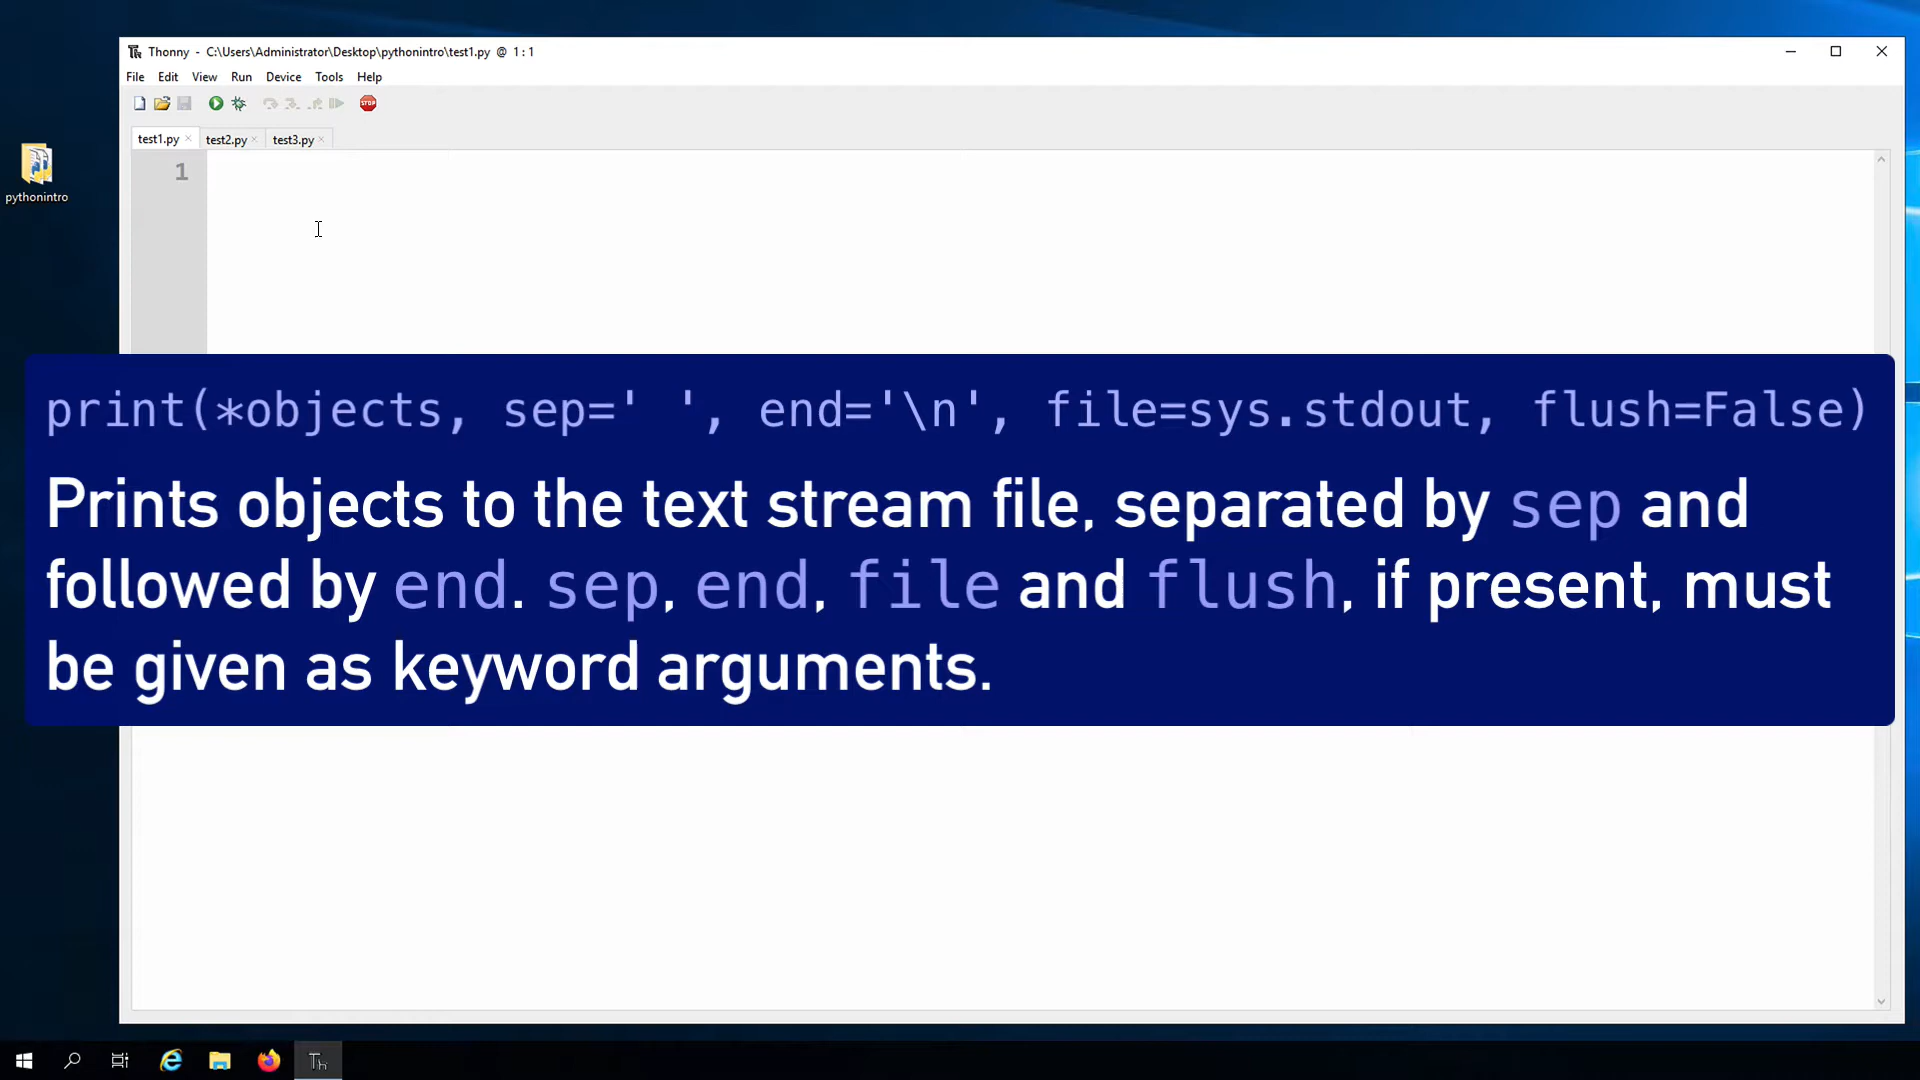 Thonny - C:\Users\Administrator\Desktop\pythonintro\test1.py @ 1:1
File Edit View Run Device Tools Help
STOP
test1.py × test2.py × test3.py ×
1
pythonintro
print(*objects, sep=' ', end='\n', file=sys.stdout, flush=False)
Prints objects to the text stream file, separated by sep and
followed by end. sep, end, file and flush, if present, must
be given as keyword arguments.
Th